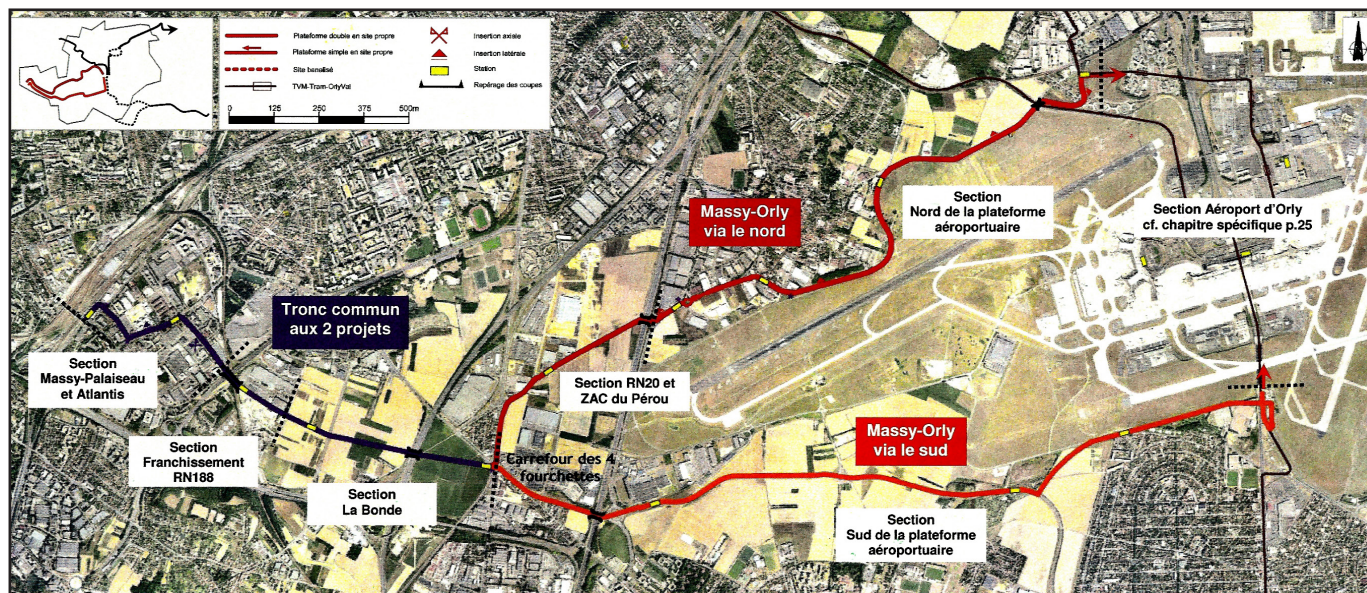 Plateforme double en site propre
Plateforme simple en site propre
Site banalisé
TVM-Tram-OrlyVal
Insertion axiale
Insertion latérale
Station
Repérage des coupes
0 125 250 375 500m
Massy-Orly
via le nord
Section
Nord de la plateforme
aéroportuaire
Section Aéroport d'Orly
cf. chapitre spécifique p.25
Tronc commun
aux 2 projets
Section
Massy-Palaiseau
et Atlantis
Section RN20 et
ZAC du Pérou
Section
Franchissement
RN188
Massy-Orly
via le sud
Carrefour des 4
fourchettes
Section
La Bonde
Section
Sud de la plateforme
aéroportuaire